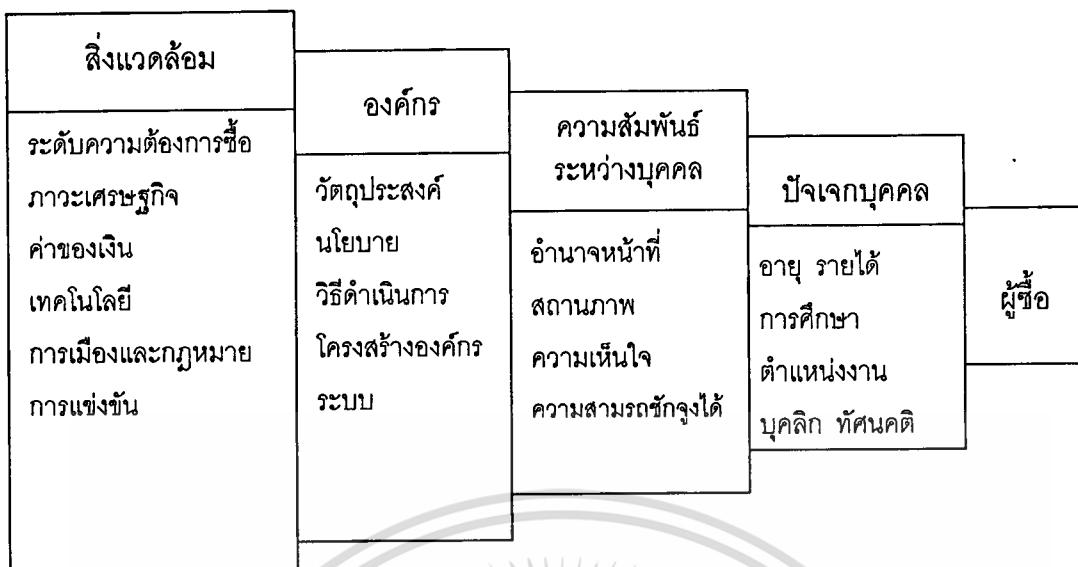 สิ่งแวดล้อม
ระดับความต้องการซื้อ
ภาวะเศรษฐกิจ
ค่าของเงิน
เทคโนโลยี
การเมืองและกฎหมาย
การแข่งขัน
องค์กร
วัตถุประสงค์
นโยบาย
วิธีดำเนินการ
โครงสร้างองค์กร
ระบบ
ความสัมพันธ์
ระหว่างบุคคล
อำนาจหน้าที่
สถานภาพ
ความเห็นใจ
ความสามรถชักจูงได้
ปัจเจกบุคคล
อายุ รายได้
การศึกษา
ตำแหน่งงาน
บุคลิก ทัศนคติ
ผู้ซื้อ